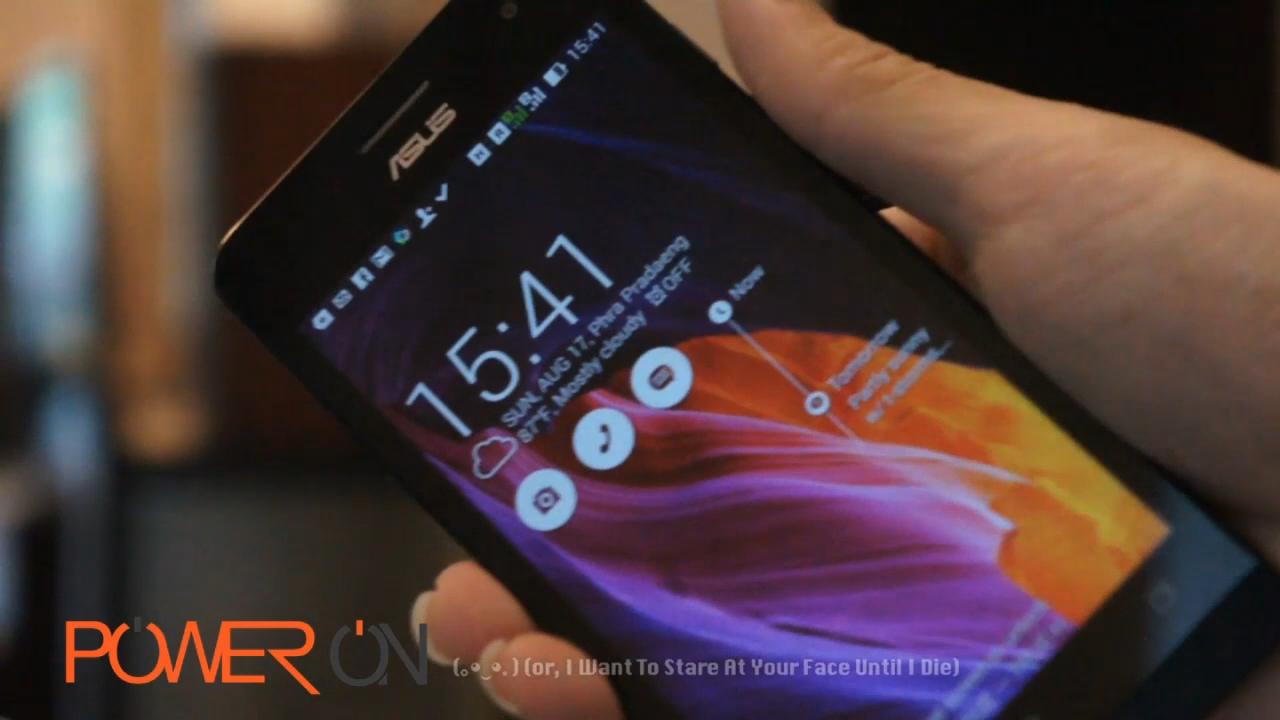 15:41
ASUS
15:41
SUN, AUG 17, Phra Pradaeng
87°F, Mostly cloudy OFF
Now
Tomorrow
Partly sunny
POWER ON
(｡◕‿◕｡) (or, I Want To Stare At Your Face Until I Die)